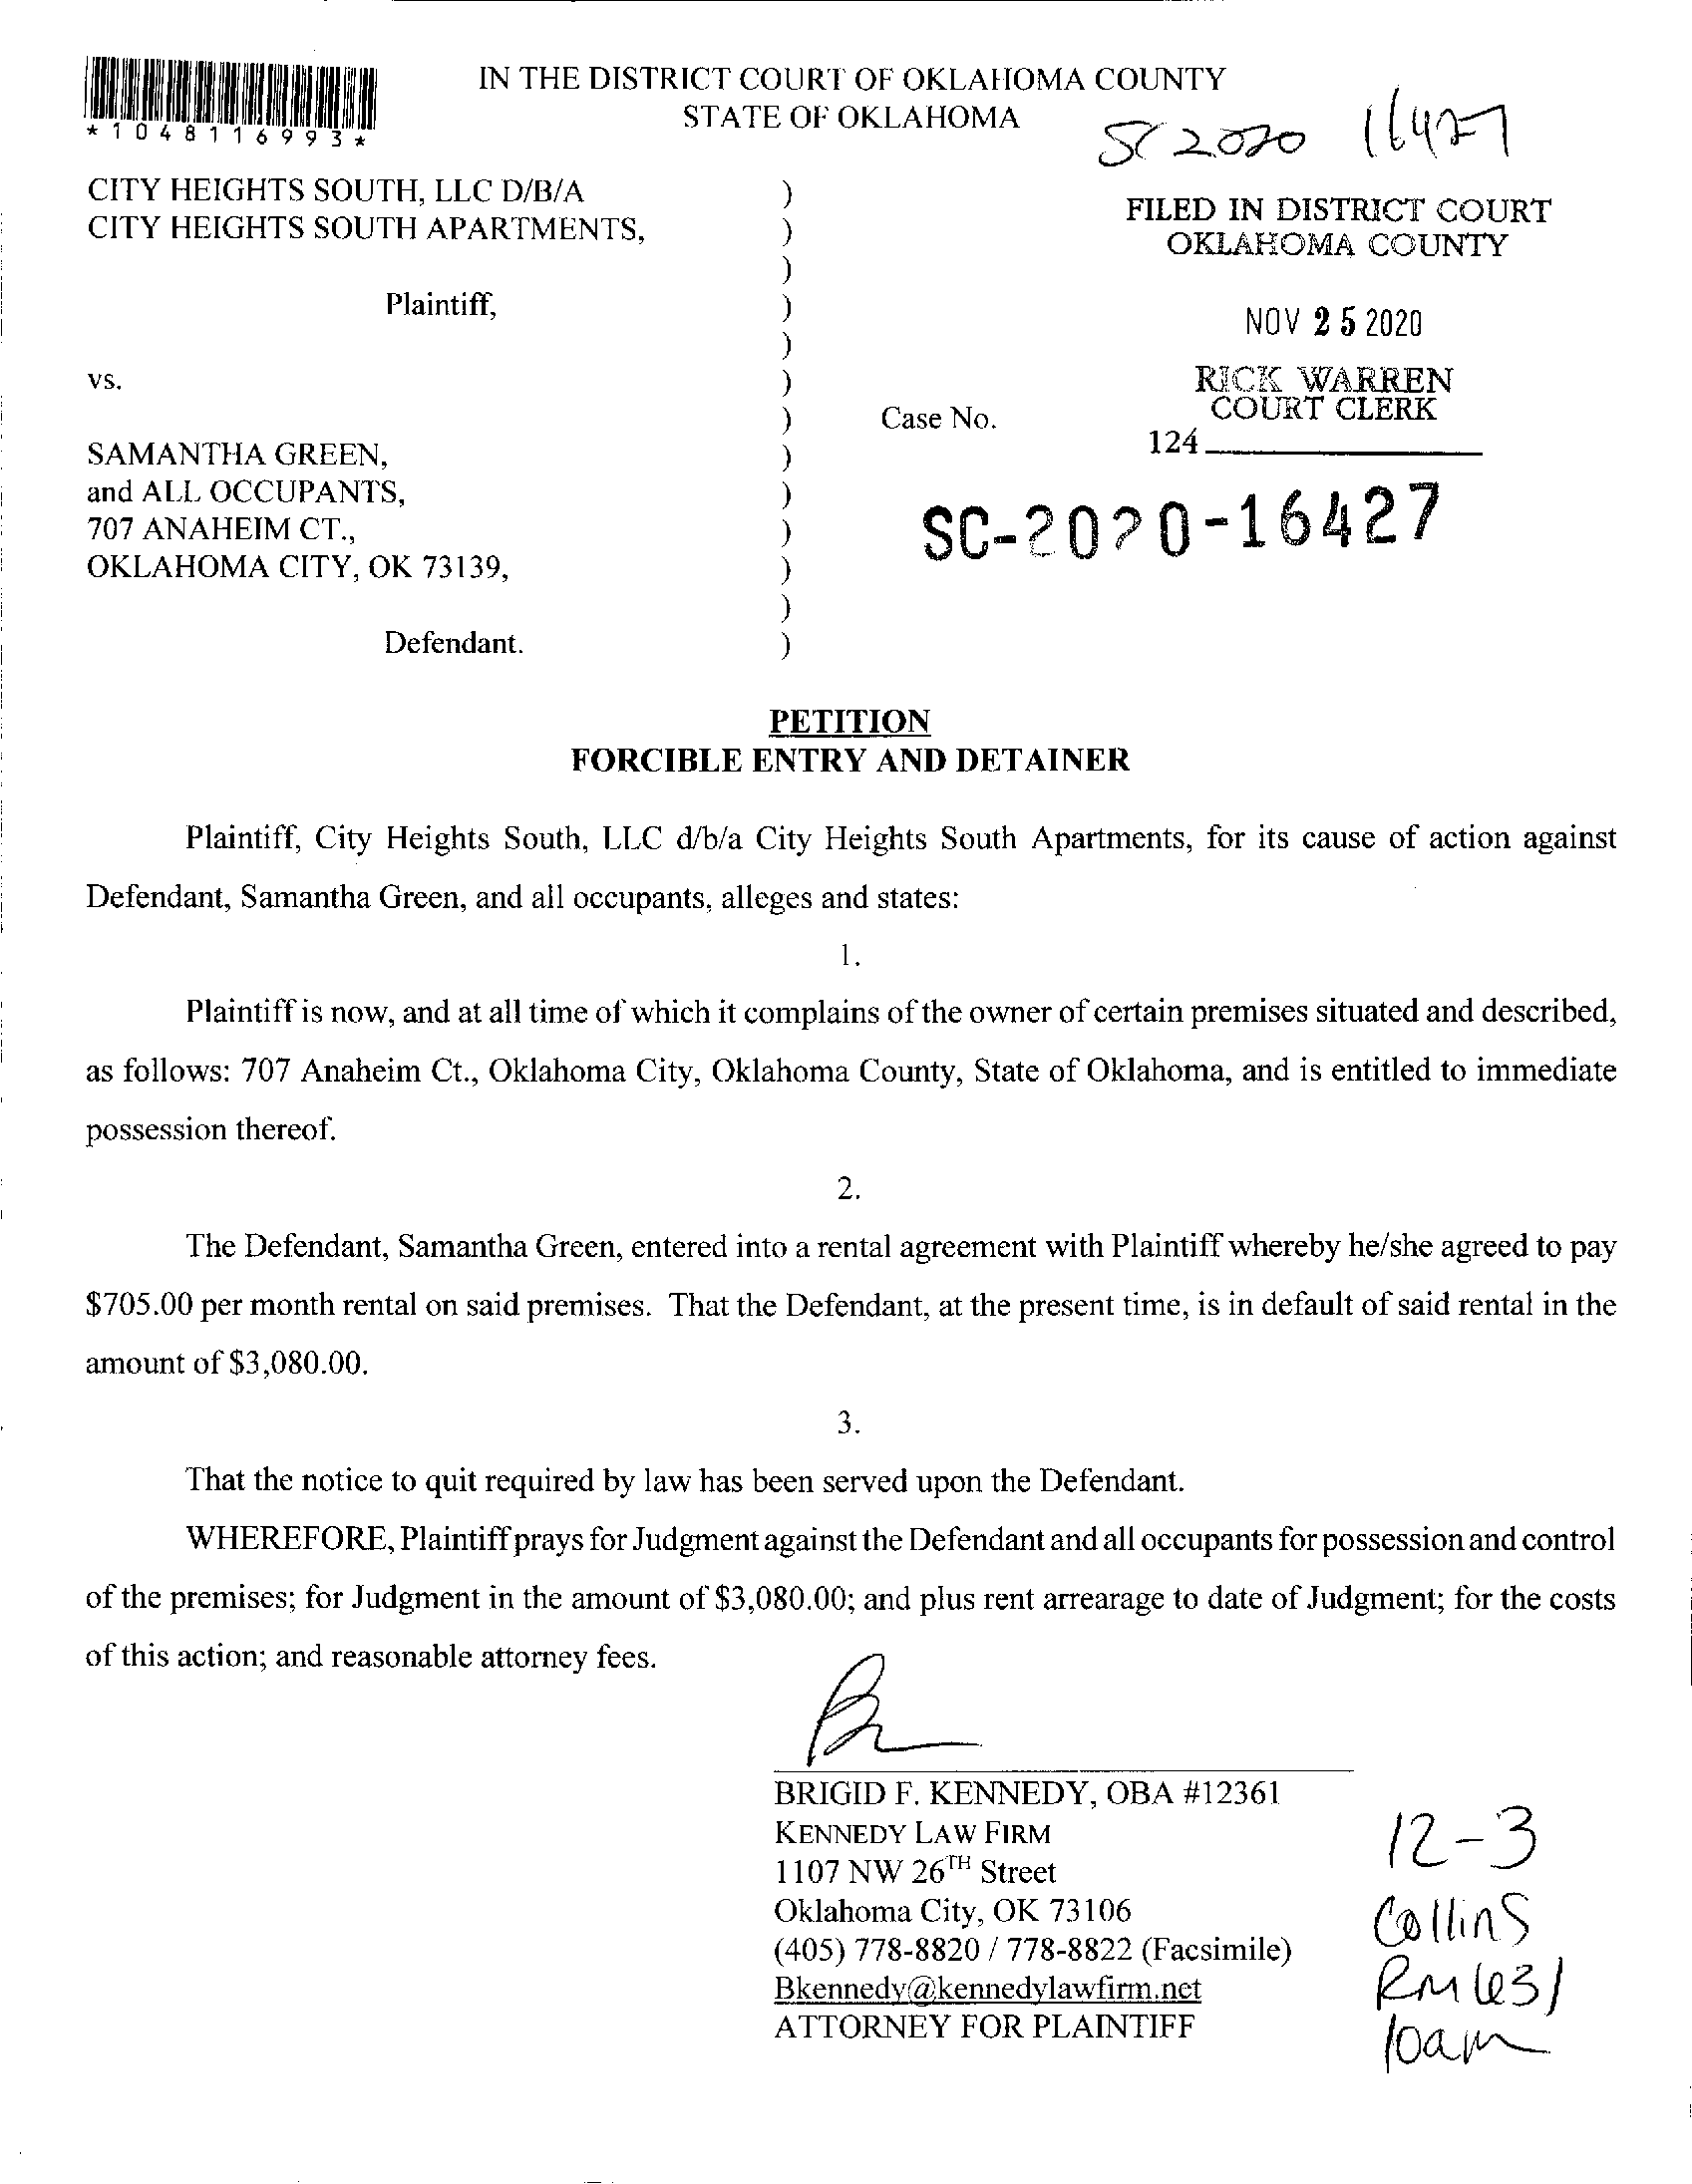 IN THE DISTRICT COURT OF OKLAHOMA COUNTY
STATE OF OKLAHOMA
*1048116993*
SC 2020 16427
CITY HEIGHTS SOUTH, LLC D/B/A )
CITY HEIGHTS SOUTH APARTMENTS, )
)
Plaintiff, )
)
vs. )
) Case No.
SAMANTHA GREEN, )
and ALL OCCUPANTS, )
707 ANAHEIM CT., )
OKLAHOMA CITY, OK 73139, )
)
Defendant. )
FILED IN DISTRICT COURT
OKLAHOMA COUNTY
NOV 25 2020
RICK WARREN
COURT CLERK
124
SC-2020-16427
PETITION
FORCIBLE ENTRY AND DETAINER
Plaintiff, City Heights South, LLC d/b/a City Heights South Apartments, for its cause of action against
Defendant, Samantha Green, and all occupants, alleges and states:
1.
Plaintiff is now, and at all time of which it complains of the owner of certain premises situated and described,
as follows: 707 Anaheim Ct., Oklahoma City, Oklahoma County, State of Oklahoma, and is entitled to immediate
possession thereof.
2.
The Defendant, Samantha Green, entered into a rental agreement with Plaintiff whereby he/she agreed to pay
$705.00 per month rental on said premises. That the Defendant, at the present time, is in default of said rental in the
amount of $3,080.00.
3.
That the notice to quit required by law has been served upon the Defendant.
WHEREFORE, Plaintiff prays for Judgment against the Defendant and all occupants for possession and control
of the premises; for Judgment in the amount of $3,080.00; and plus rent arrearage to date of Judgment; for the costs
of this action; and reasonable attorney fees.
BRIGID F. KENNEDY, OBA #12361
KENNEDY LAW FIRM
1107 NW 26TH Street
Oklahoma City, OK 73106
(405) 778-8820 / 778-8822 (Facsimile)
Bkennedy@kennedylawfirm.net
ATTORNEY FOR PLAINTIFF
12-3
Collins
RM 631
10am